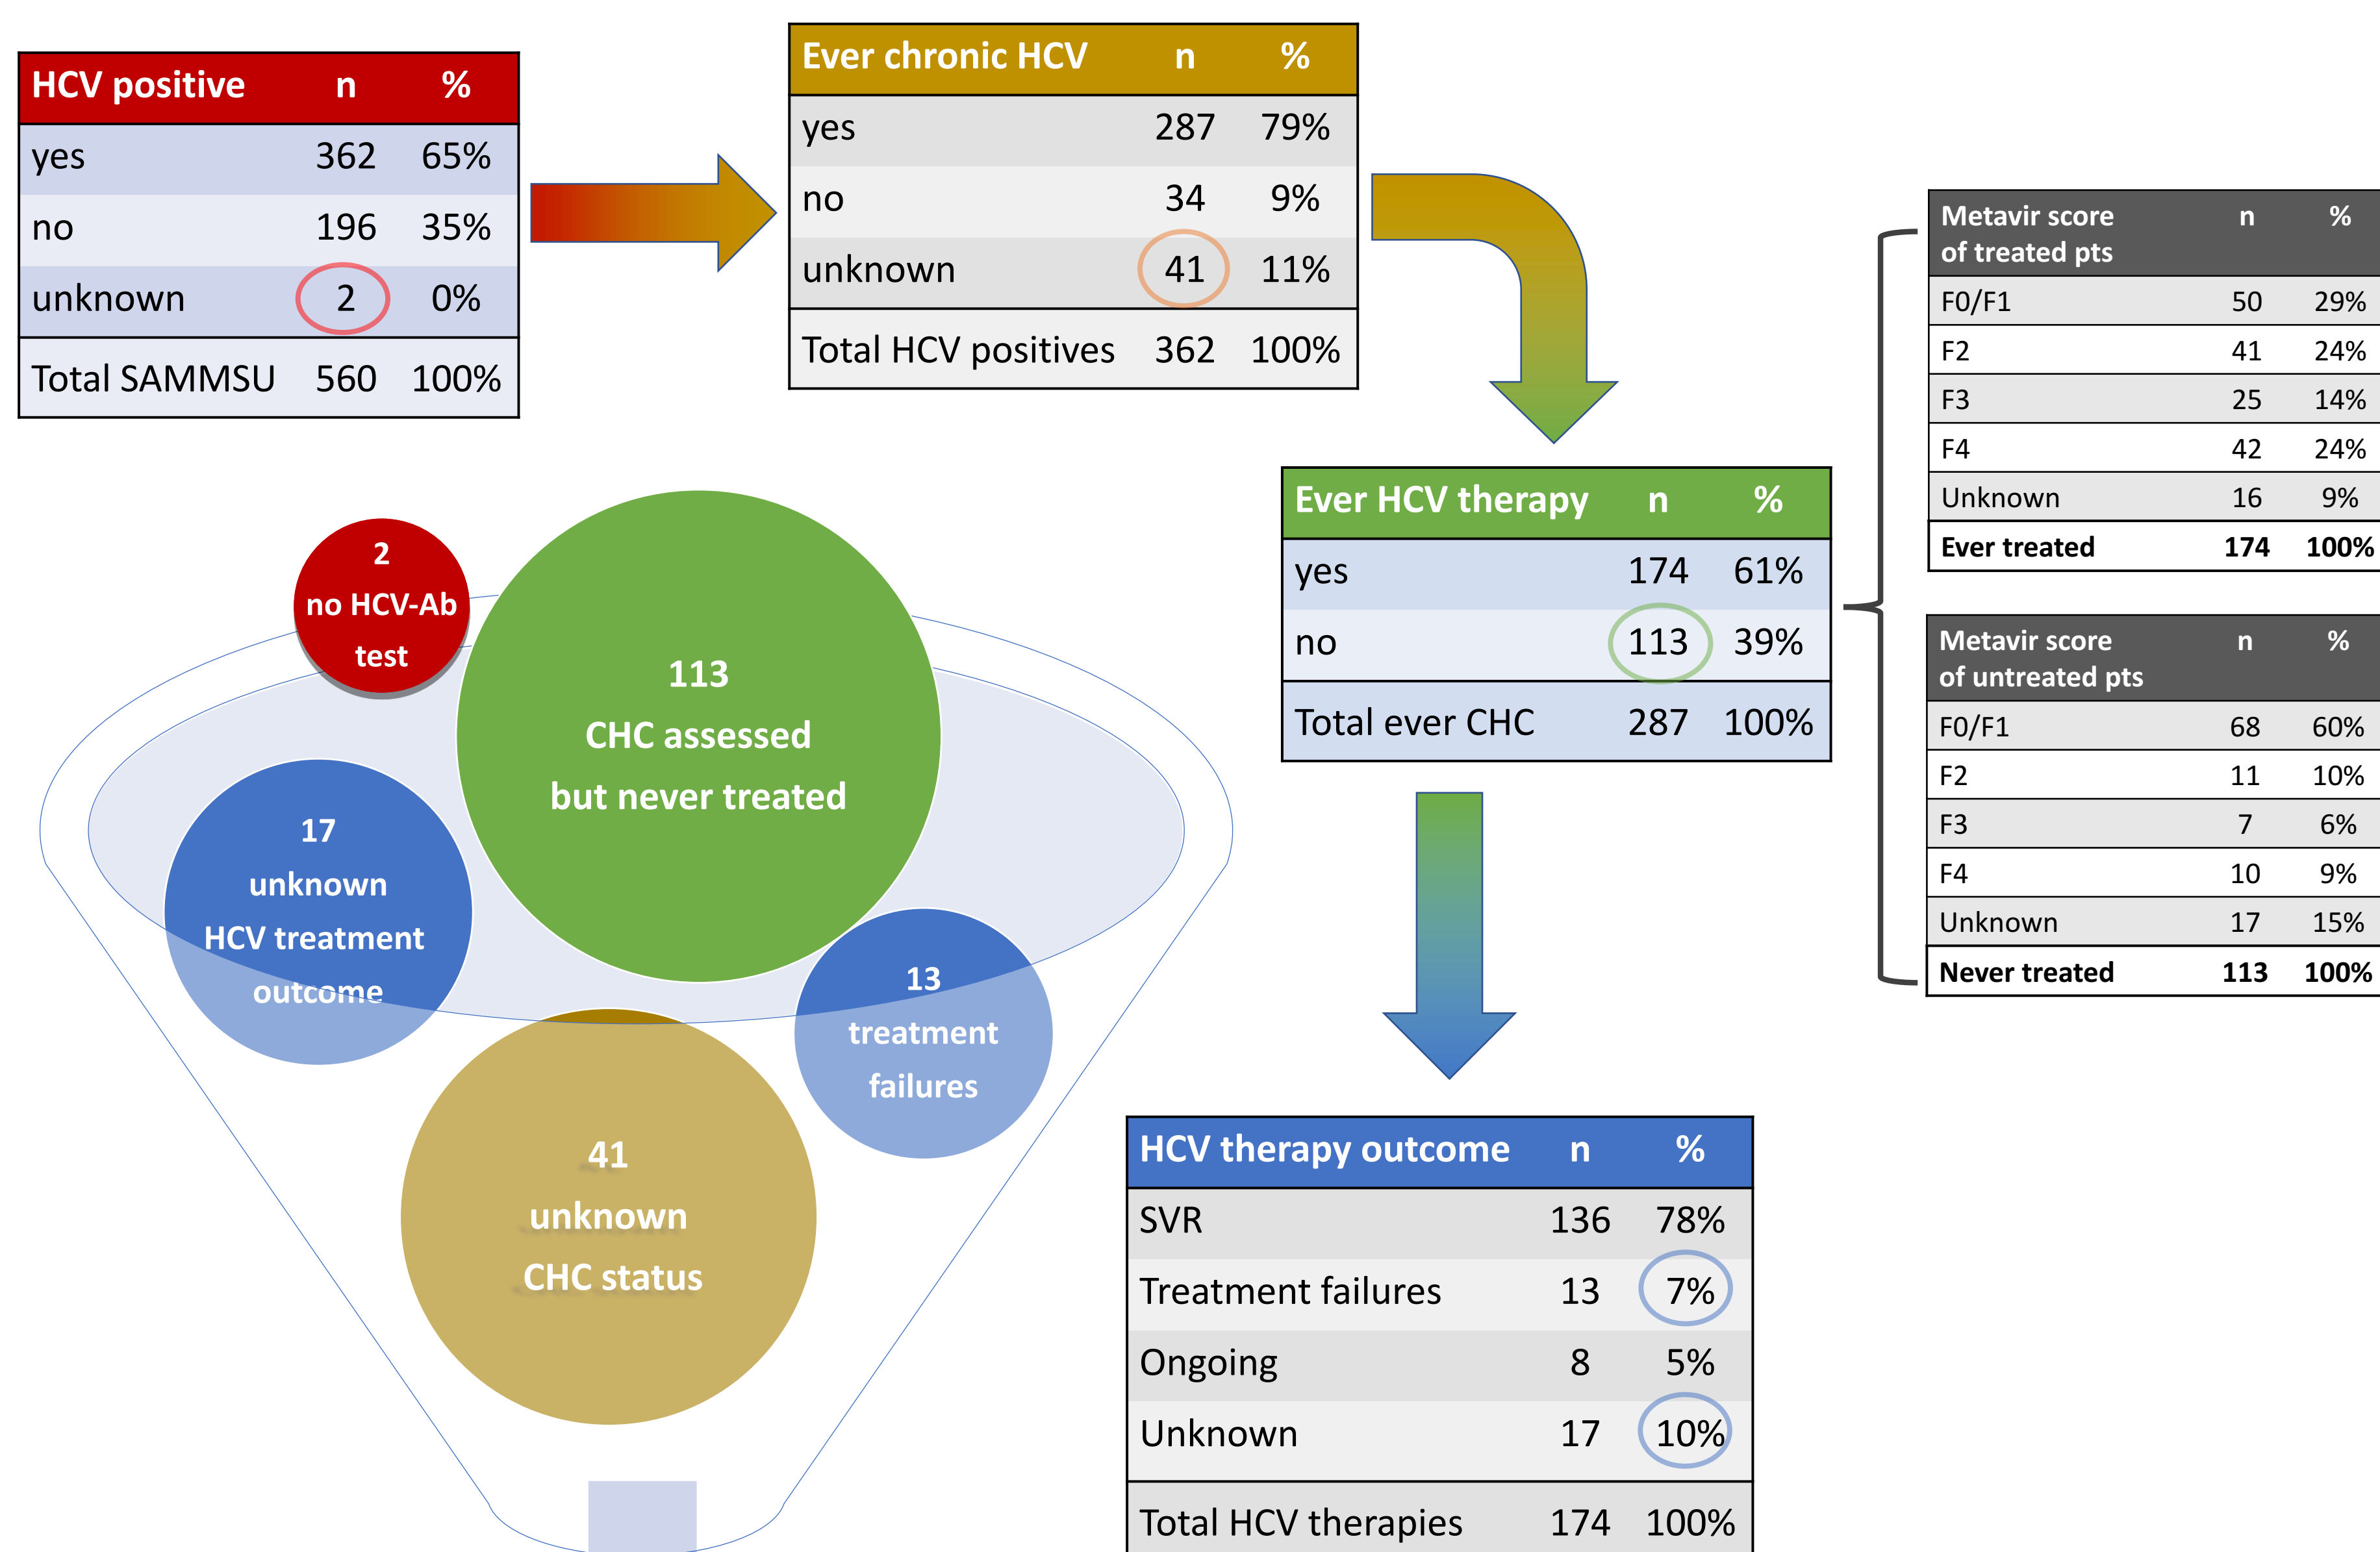 HCV positive n %
yes 362 65%
no 196 35%
unknown 2 0%
Total SAMMSU 560 100%
Ever chronic HCV n %
yes 287 79%
no 34 9%
unknown 41 11%
Total HCV positives 362 100%
Ever HCV therapy n %
yes 174 61%
no 113 39%
Total ever CHC 287 100%
Metavir score n %
of treated pts
F0/F1 50 29%
F2 41 24%
F3 25 14%
F4 42 24%
Unknown 16 9%
Ever treated 174 100%
Metavir score n %
of untreated pts
F0/F1 68 60%
F2 11 10%
F3 7 6%
F4 10 9%
Unknown 17 15%
Never treated 113 100%
HCV therapy outcome n %
SVR 136 78%
Treatment failures 13 7%
Ongoing 8 5%
Unknown 17 10%
Total HCV therapies 174 100%
2
no HCV-Ab
test
113
CHC assessed
but never treated
17
unknown
HCV treatment
outcome
13
treatment
failures
41
unknown
CHC status